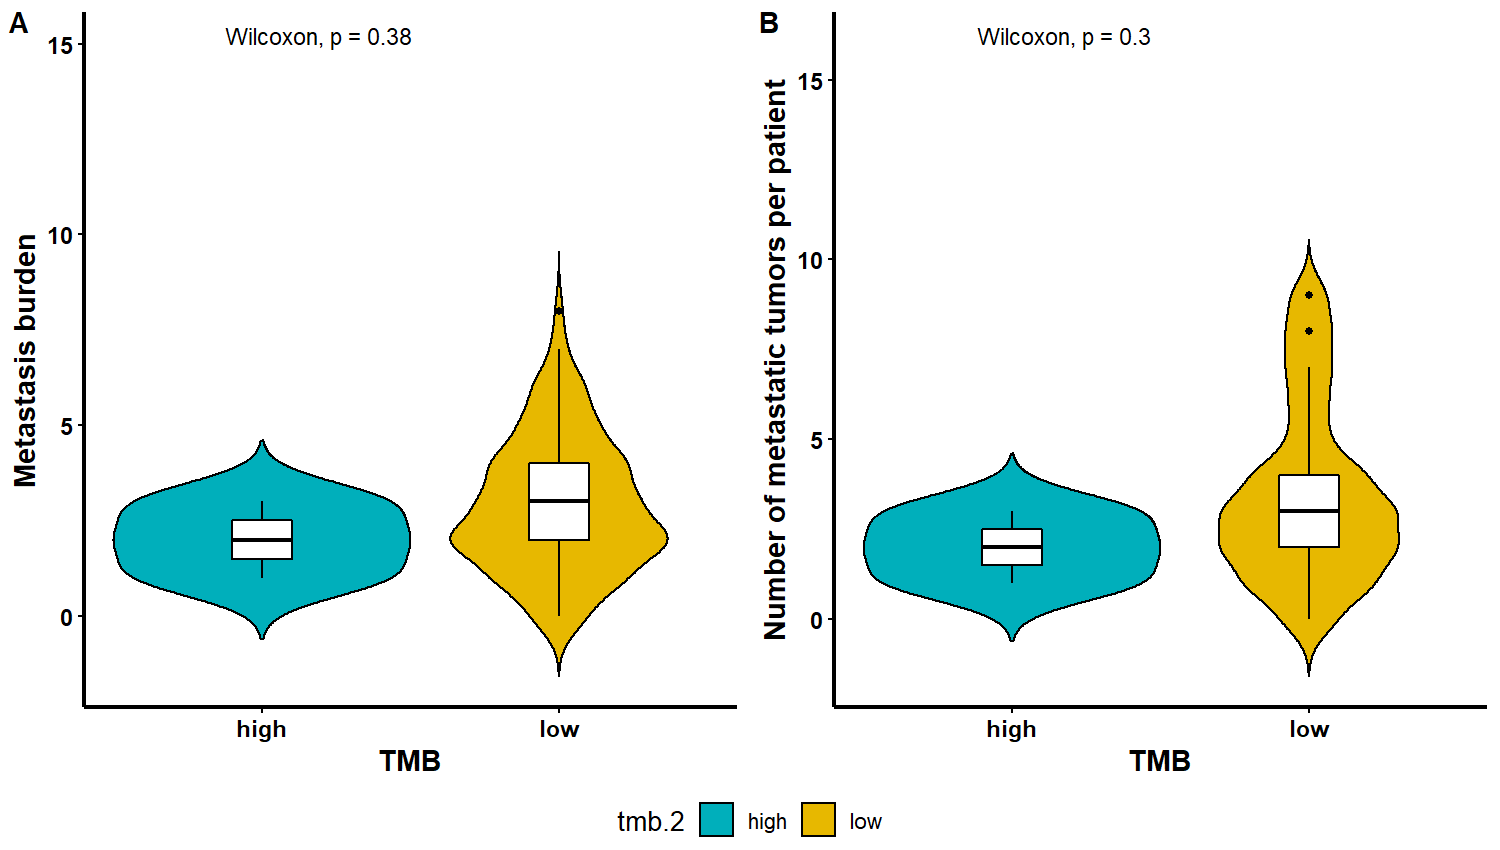 A
Wilcoxon, p = 0.38
Metastasis burden
15
10
5
0
high
low
TMB
B
Wilcoxon, p = 0.3
Number of metastatic tumors per patient
15
10
5
0
high
low
TMB
tmb.2
high
low